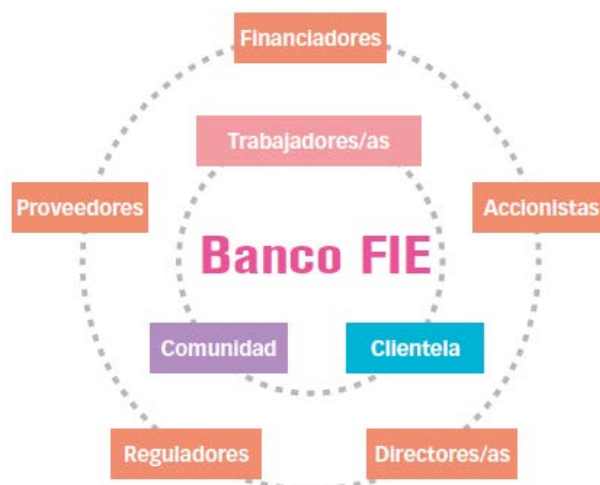 Financiadores
Trabajadores/as
Proveedores
Accionistas
Banco FIE
Comunidad
Clientela
Reguladores
Directores/as